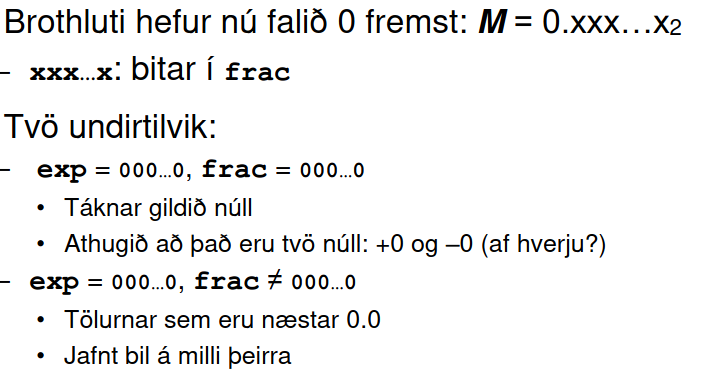 Brothluti hefur nú falið 0 fremst: M = 0.xxx…x2
– xxx…x: bitar í frac
Tvö undirtilvik:
– exp = 000…0, frac = 000…0
• Táknar gildið núll
• Athugið að það eru tvö núll: +0 og –0 (af hverju?)
– exp = 000…0, frac ≠ 000…0
• Tölurnar sem eru næstar 0.0
• Jafnt bil á milli þeirra